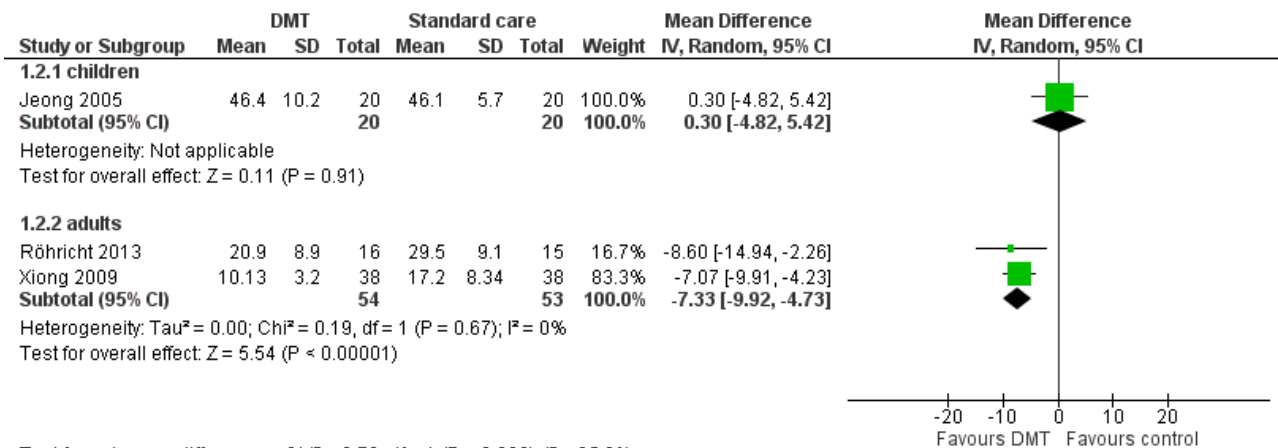 DMT Standard care Mean Difference Mean Difference
Study or Subgroup Mean SD Total Mean SD Total Weight IV, Random, 95% CI IV, Random, 95% CI
1.2.1 children
Jeong 2005 46.4 10.2 20 46.1 5.7 20 100.0% 0.30 [-4.82, 5.42]
Subtotal (95% CI) 20 20 100.0% 0.30 [-4.82, 5.42]
Heterogeneity: Not applicable
Test for overall effect: Z = 0.11 (P = 0.91)
1.2.2 adults
Röhricht 2013 20.9 8.9 16 29.5 9.1 15 16.7% -8.60 [-14.94, -2.26]
Xiong 2009 10.13 3.2 38 17.2 8.34 38 83.3% -7.07 [-9.91, -4.23]
Subtotal (95% CI) 54 53 100.0% -7.33 [-9.92, -4.73]
Heterogeneity: Tau² = 0.00; Chi² = 0.19, df = 1 (P = 0.67); I² = 0%
Test for overall effect: Z = 5.54 (P < 0.00001)
-20 -10 0 10 20
Favours DMT Favours control